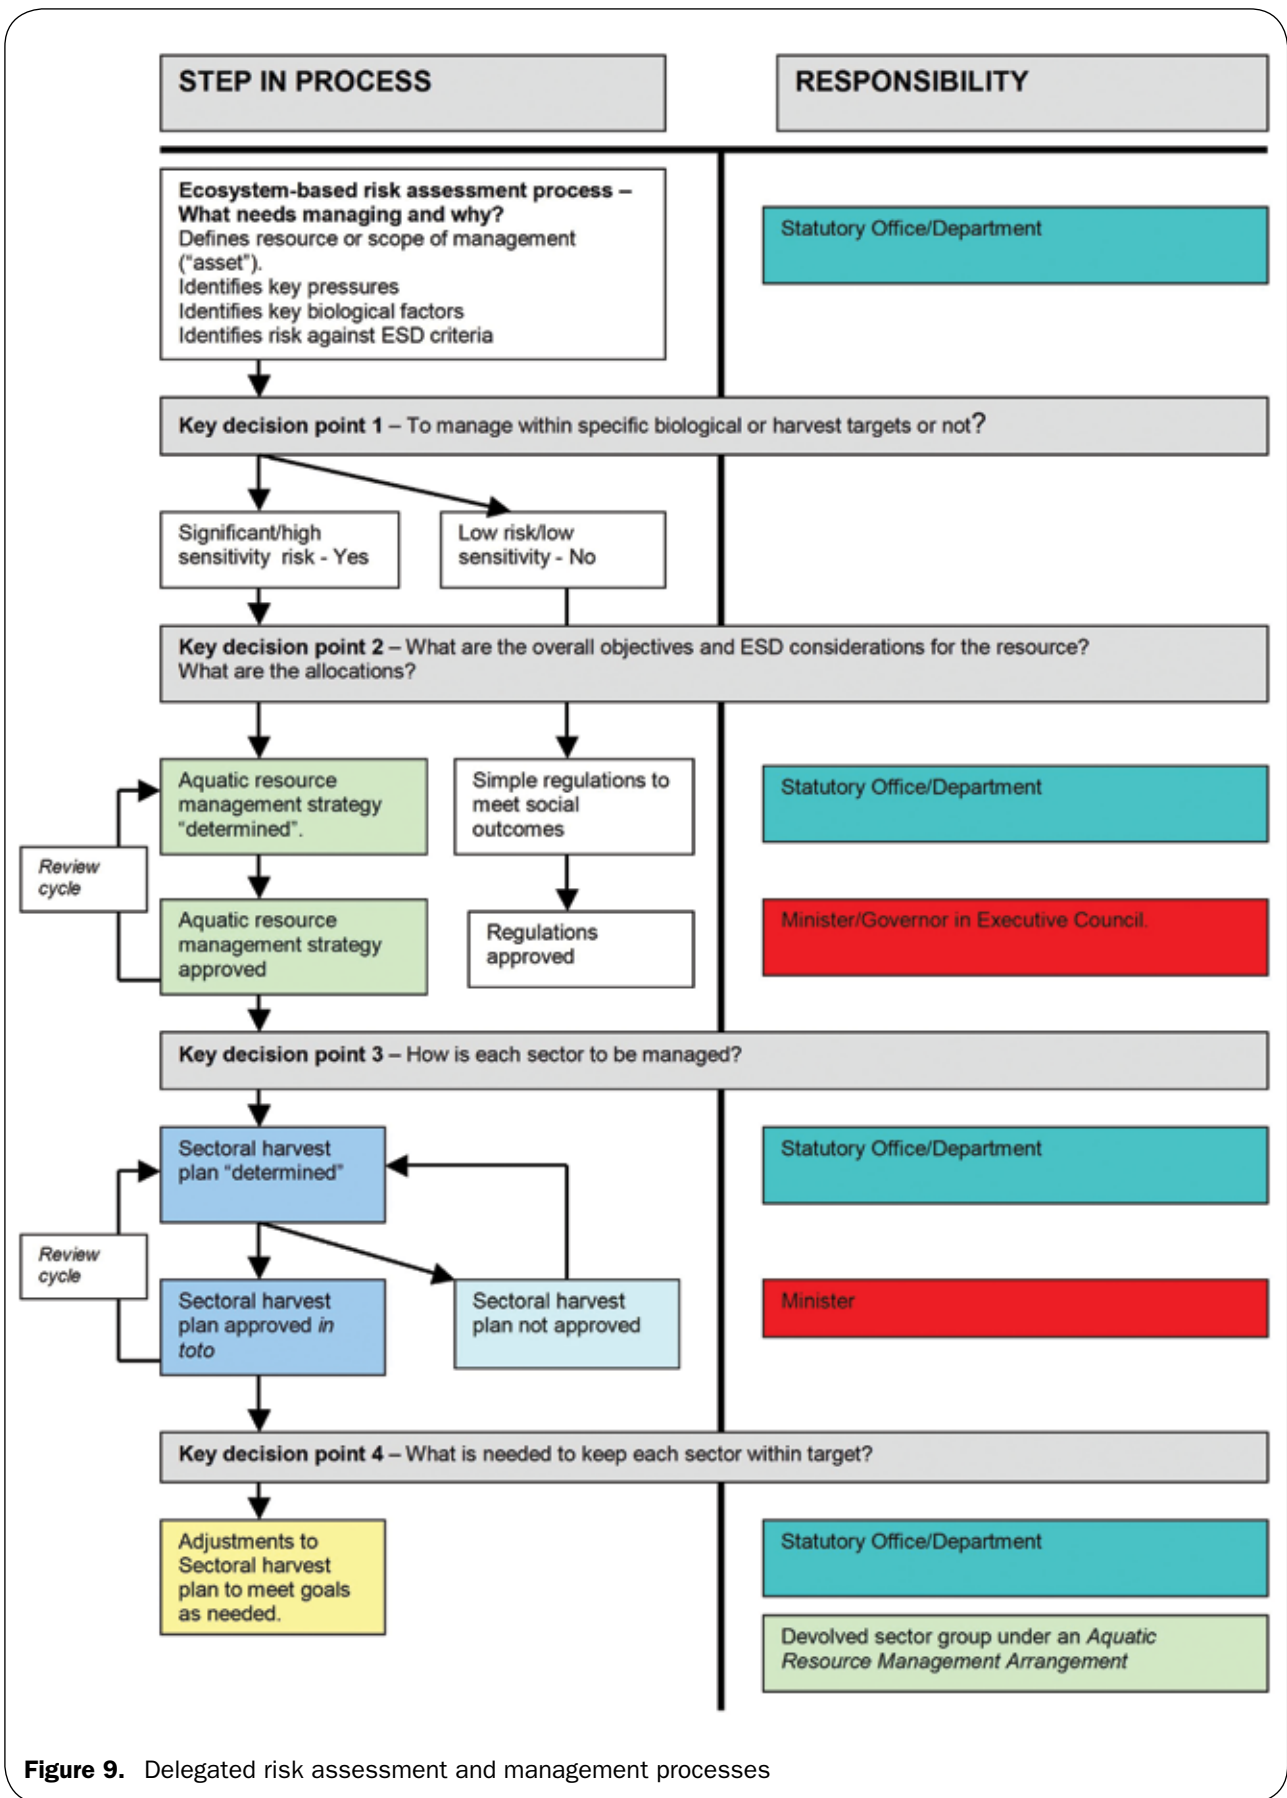 STEP IN PROCESS
RESPONSIBILITY
Ecosystem-based risk assessment process –
What needs managing and why?
Defines resource or scope of management
(“asset”).
Identifies key pressures
Identifies key biological factors
Identifies risk against ESD criteria
Statutory Office/Department
Key decision point 1 – To manage within specific biological or harvest targets or not?
Significant/high
sensitivity risk - Yes
Low risk/low
sensitivity - No
Key decision point 2 – What are the overall objectives and ESD considerations for the resource?
What are the allocations?
Aquatic resource
management strategy
“determined”.
Simple regulations to
meet social
outcomes
Statutory Office/Department
Review
cycle
Aquatic resource
management strategy
approved
Regulations
approved
Minister/Governor in Executive Council.
Key decision point 3 – How is each sector to be managed?
Sectoral harvest
plan “determined”
Statutory Office/Department
Review
cycle
Sectoral harvest
plan approved in
toto
Sectoral harvest
plan not approved
Minister
Key decision point 4 – What is needed to keep each sector within target?
Adjustments to
Sectoral harvest
plan to meet goals
as needed.
Statutory Office/Department
Devolved sector group under an Aquatic
Resource Management Arrangement
Figure 9. Delegated risk assessment and management processes